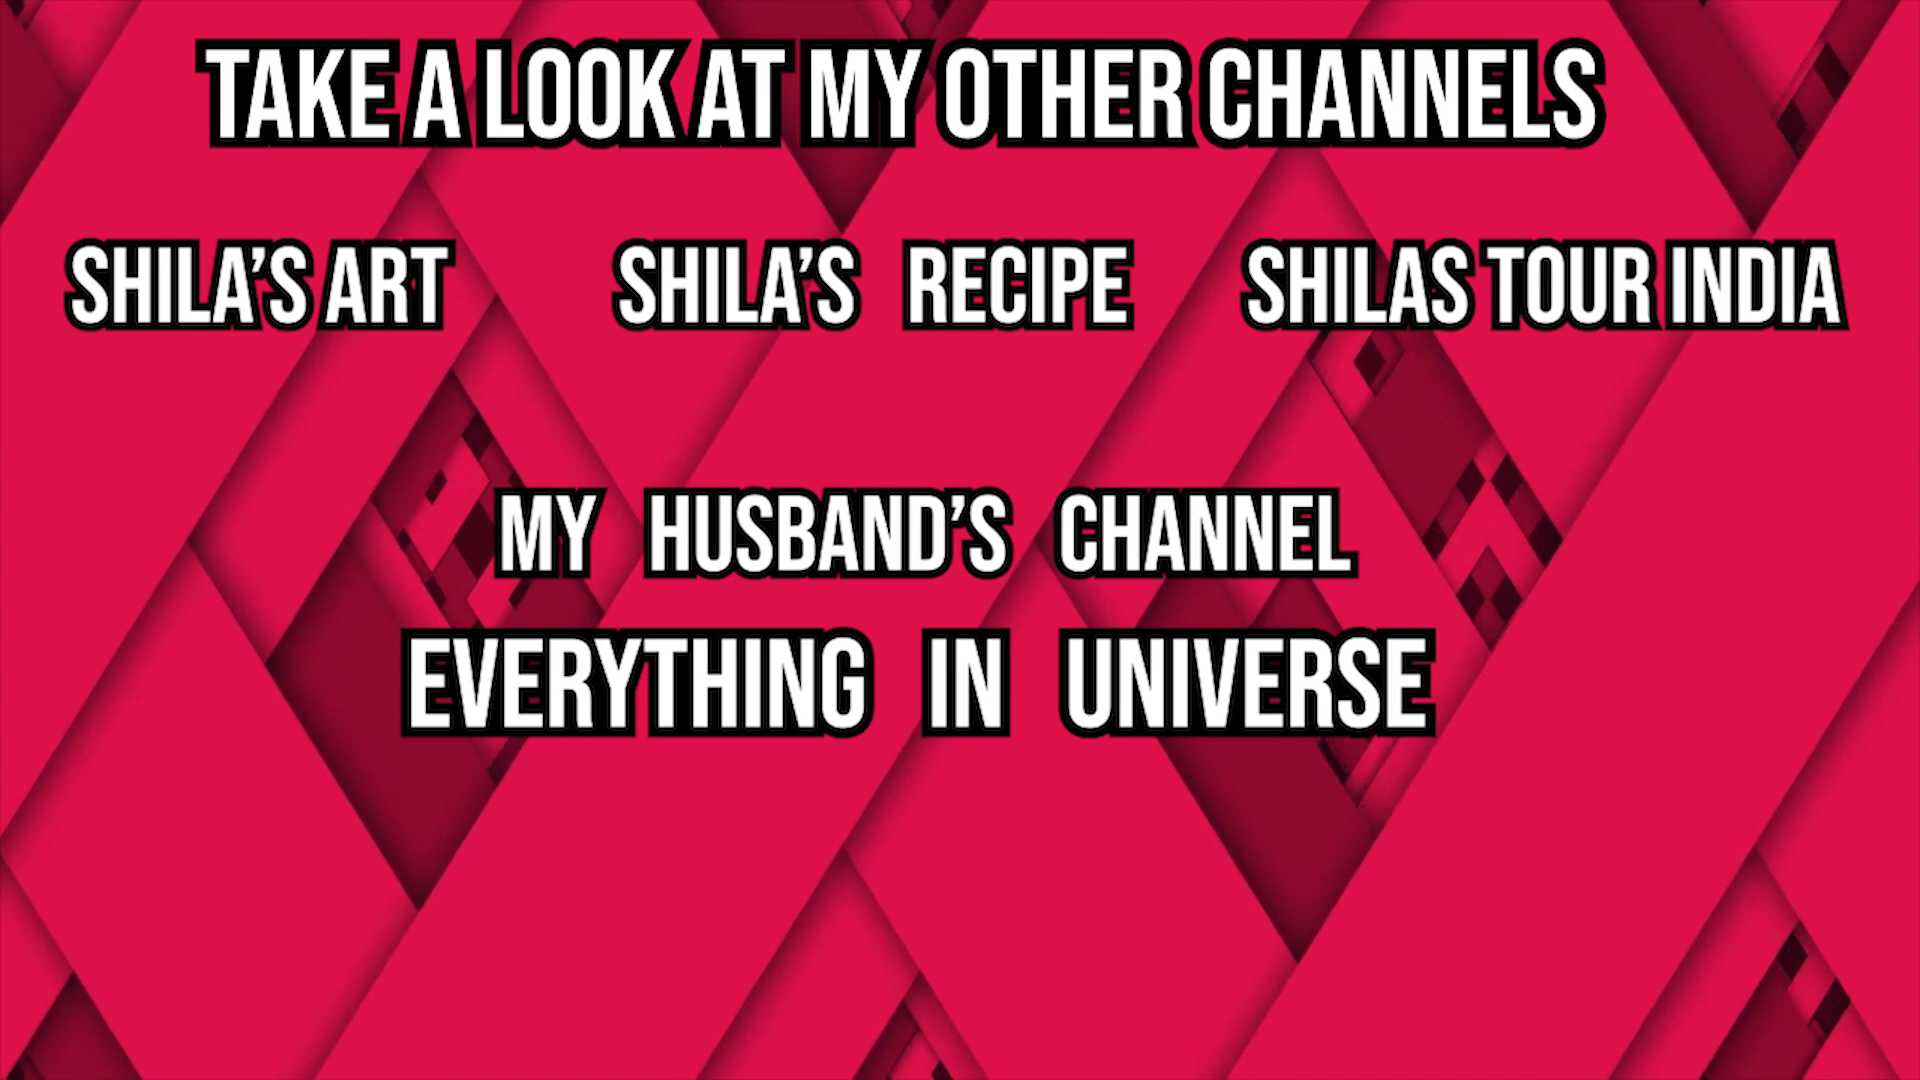 TAKE A LOOK AT MY OTHER CHANNELS
SHILA'S ART SHILA'S RECIPE SHILAS TOUR INDIA
MY HUSBAND'S CHANNEL
EVERYTHING IN UNIVERSE